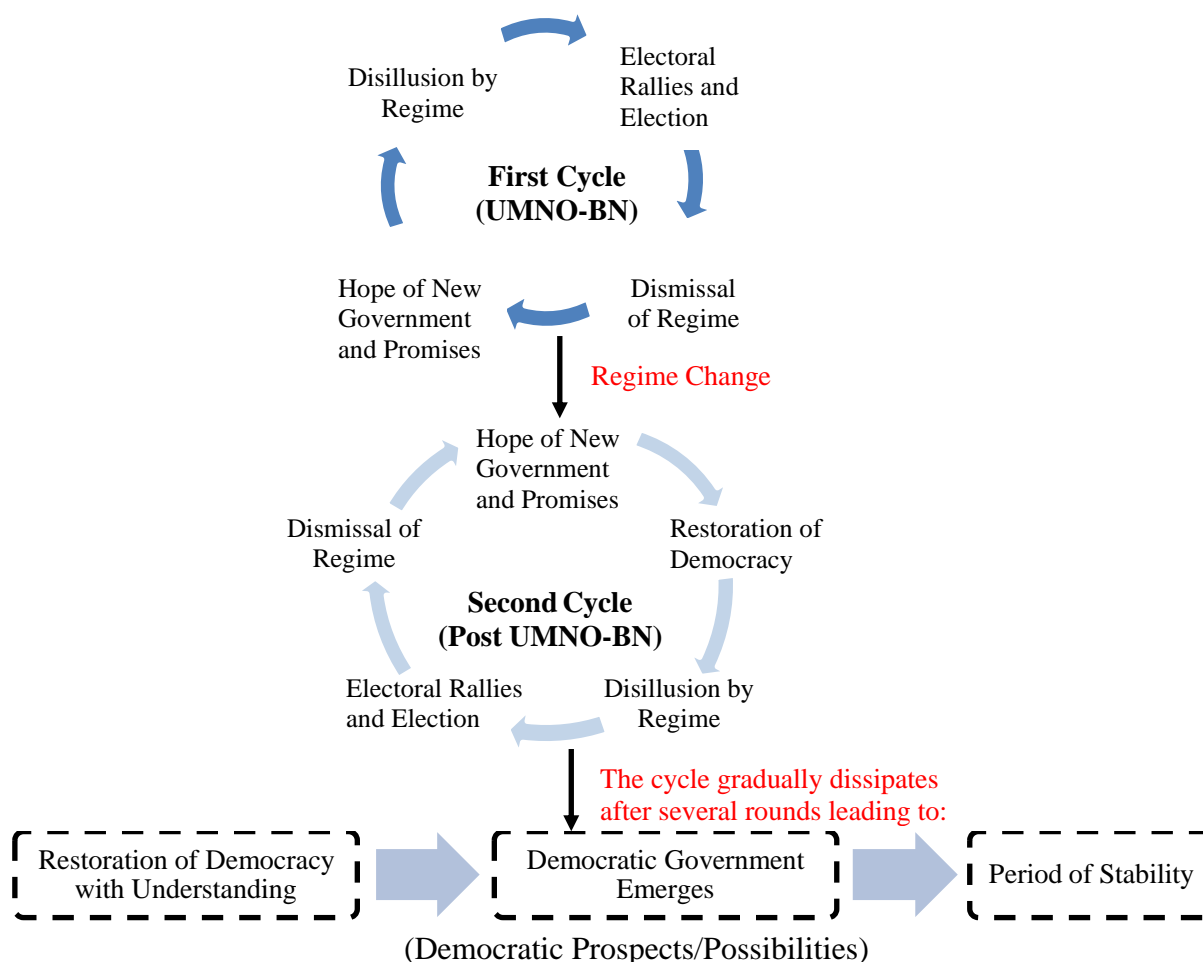 Disillusion by
Regime
Electoral
Rallies and
Election
First Cycle
(UMNO-BN)
Hope of New
Government
and Promises
Dismissal
of Regime
Regime Change
Hope of New
Government
and Promises
Dismissal of
Regime
Restoration of
Democracy
Second Cycle
(Post UMNO-BN)
Electoral Rallies
and Election
Disillusion by
Regime
The cycle gradually dissipates
after several rounds leading to:
Restoration of Democracy
with Understanding
Democratic Government
Emerges
Period of Stability
(Democratic Prospects/Possibilities)